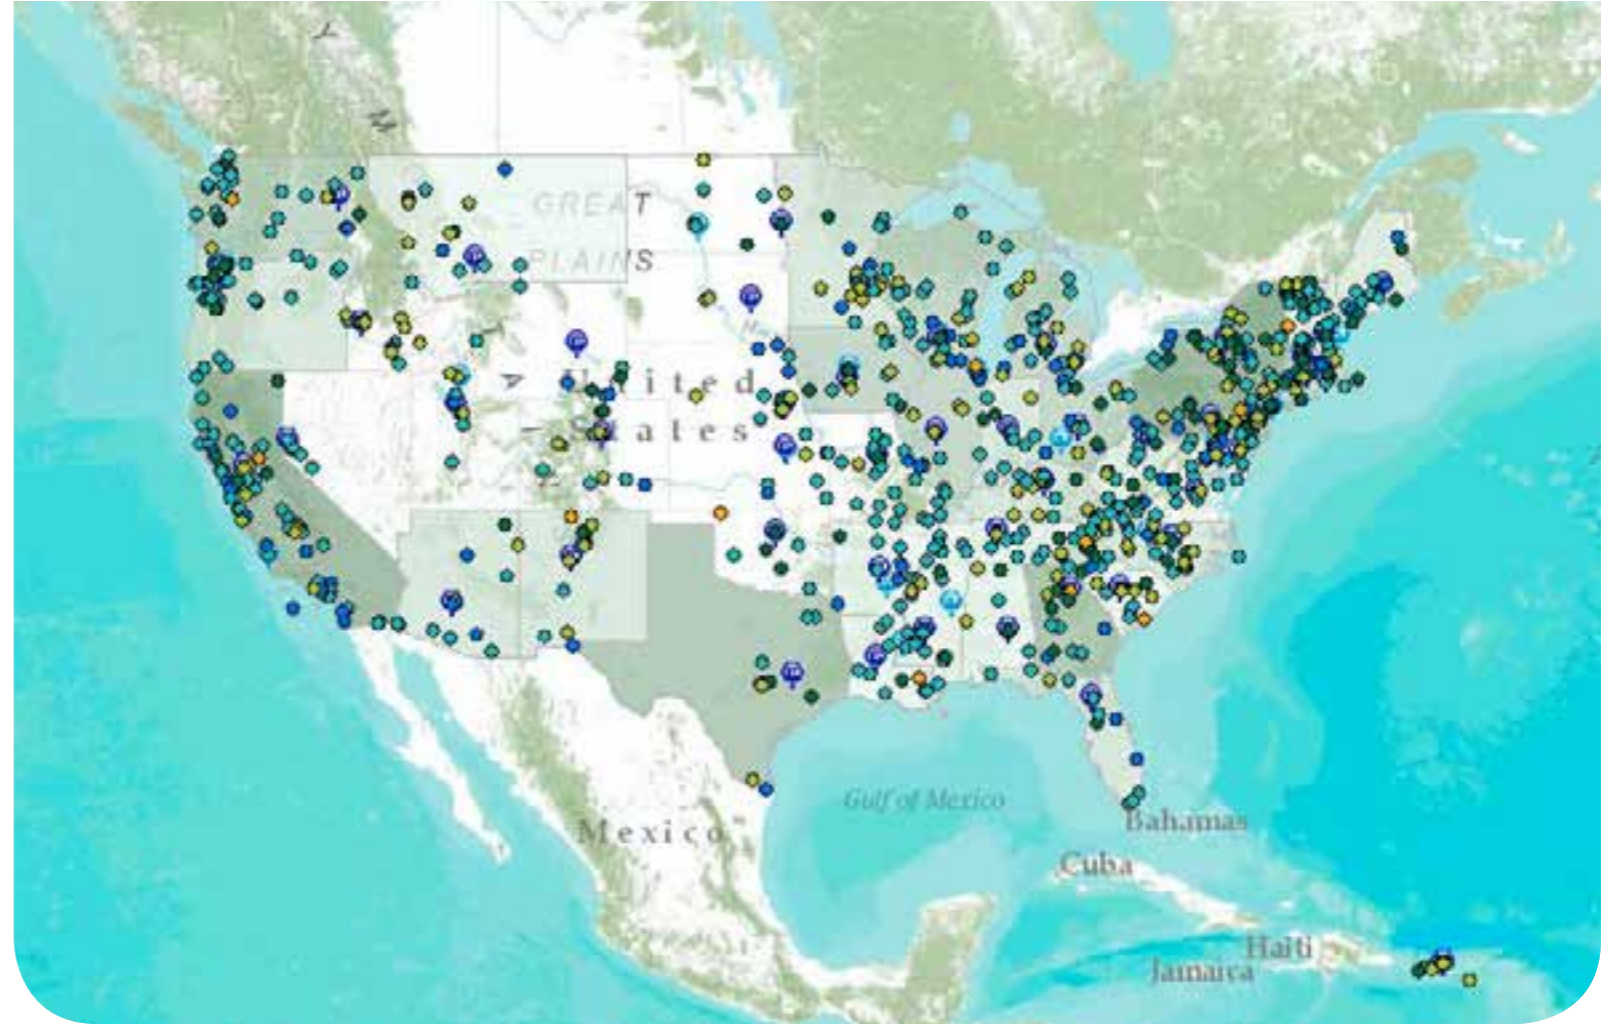 GREAT
PLAINS
United
States
Gulf of Mexico
Mexico
Bahamas
Cuba
Haiti
Jamaica